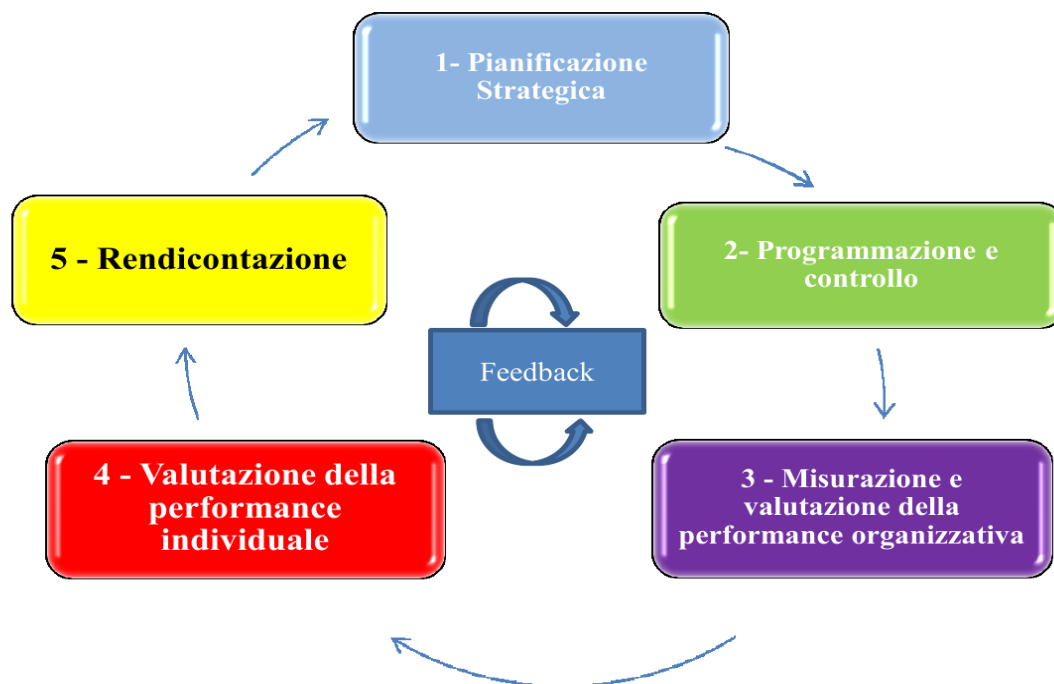 1- Pianificazione
Strategica
2- Programmazione e
controllo
3 - Misurazione e
valutazione della
performance organizzativa
4 - Valutazione della
performance
individuale
5 - Rendicontazione
Feedback